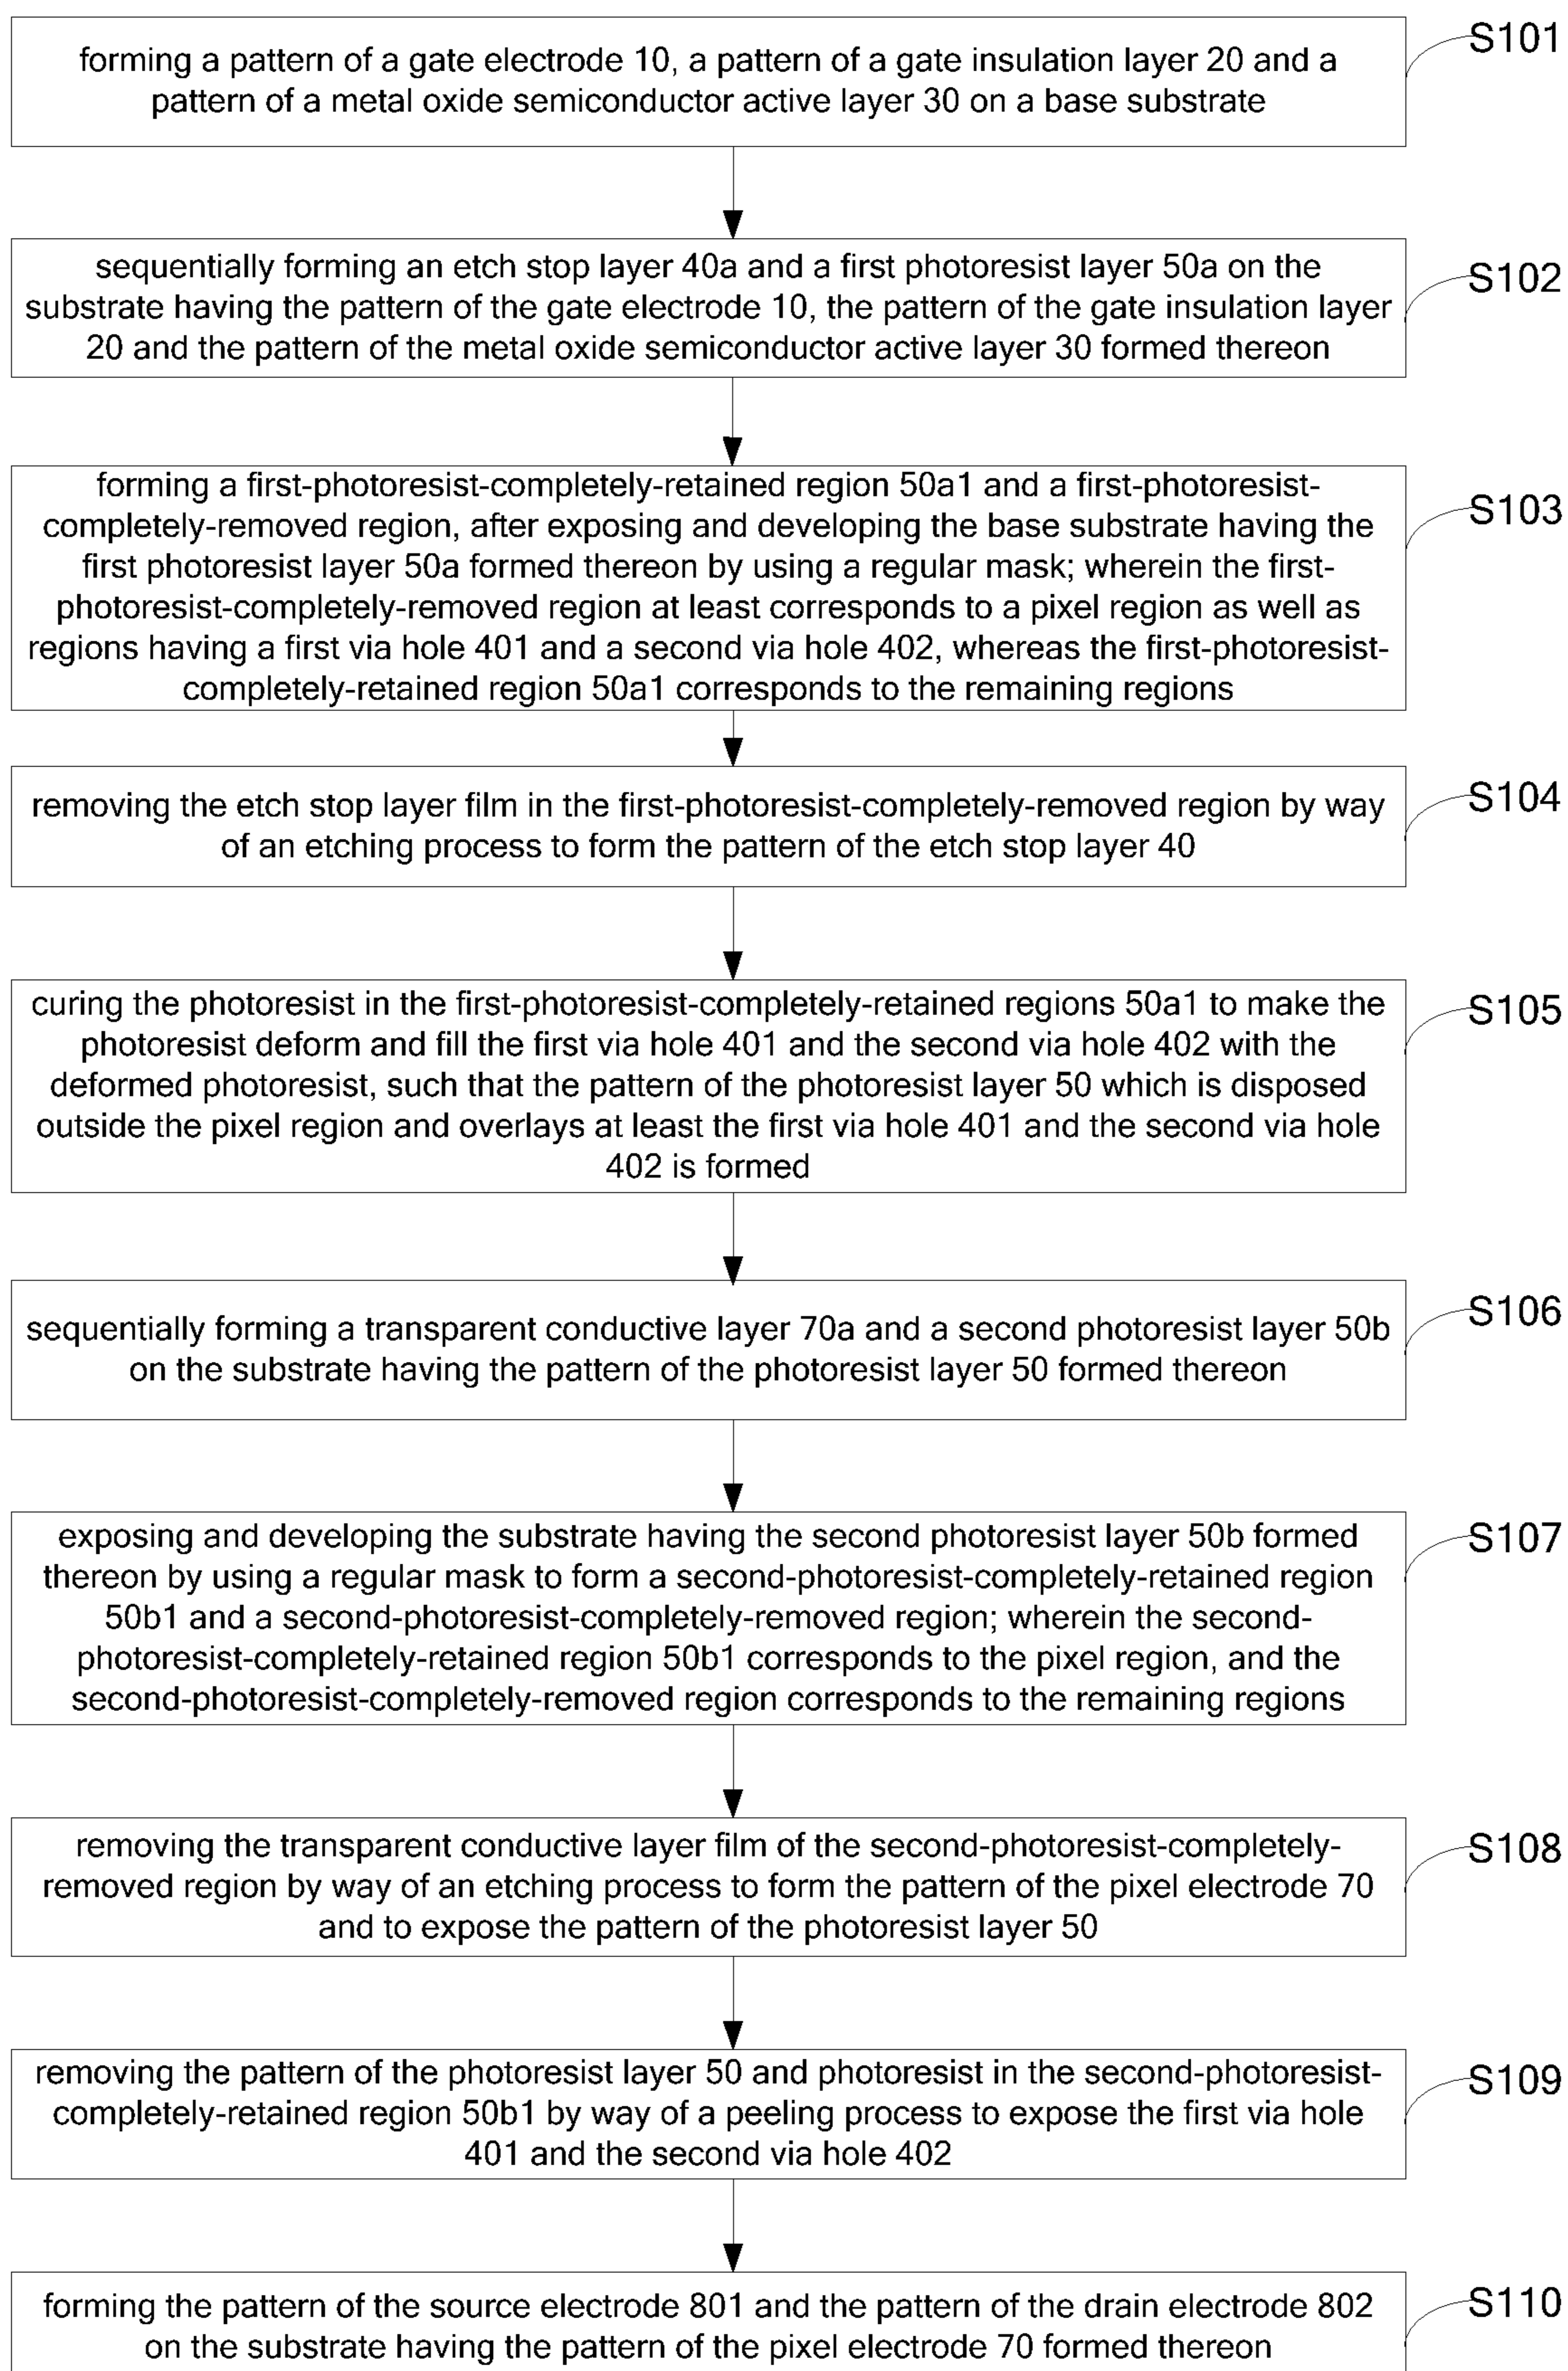 forming a pattern of a gate electrode 10, a pattern of a gate insulation layer 20 and a
pattern of a metal oxide semiconductor active layer 30 on a base substrate
S101
sequentially forming an etch stop layer 40a and a first photoresist layer 50a on the
substrate having the pattern of the gate electrode 10, the pattern of the gate insulation layer
20 and the pattern of the metal oxide semiconductor active layer 30 formed thereon
S102
forming a first-photoresist-completely-retained region 50a1 and a first-photoresist-
completely-removed region, after exposing and developing the base substrate having the
first photoresist layer 50a formed thereon by using a regular mask; wherein the first-
photoresist-completely-removed region at least corresponds to a pixel region as well as
regions having a first via hole 401 and a second via hole 402, whereas the first-photoresist-
completely-retained region 50a1 corresponds to the remaining regions
S103
removing the etch stop layer film in the first-photoresist-completely-removed region by way
of an etching process to form the pattern of the etch stop layer 40
S104
curing the photoresist in the first-photoresist-completely-retained regions 50a1 to make the
photoresist deform and fill the first via hole 401 and the second via hole 402 with the
deformed photoresist, such that the pattern of the photoresist layer 50 which is disposed
outside the pixel region and overlays at least the first via hole 401 and the second via hole
402 is formed
S105
sequentially forming a transparent conductive layer 70a and a second photoresist layer 50b
on the substrate having the pattern of the photoresist layer 50 formed thereon
S106
exposing and developing the substrate having the second photoresist layer 50b formed
thereon by using a regular mask to form a second-photoresist-completely-retained region
50b1 and a second-photoresist-completely-removed region; wherein the second-
photoresist-completely-retained region 50b1 corresponds to the pixel region, and the
second-photoresist-completely-removed region corresponds to the remaining regions
S107
removing the transparent conductive layer film of the second-photoresist-completely-
removed region by way of an etching process to form the pattern of the pixel electrode 70
and to expose the pattern of the photoresist layer 50
S108
removing the pattern of the photoresist layer 50 and photoresist in the second-photoresist-
completely-retained region 50b1 by way of a peeling process to expose the first via hole
401 and the second via hole 402
S109
forming the pattern of the source electrode 801 and the pattern of the drain electrode 802
on the substrate having the pattern of the pixel electrode 70 formed thereon
S110